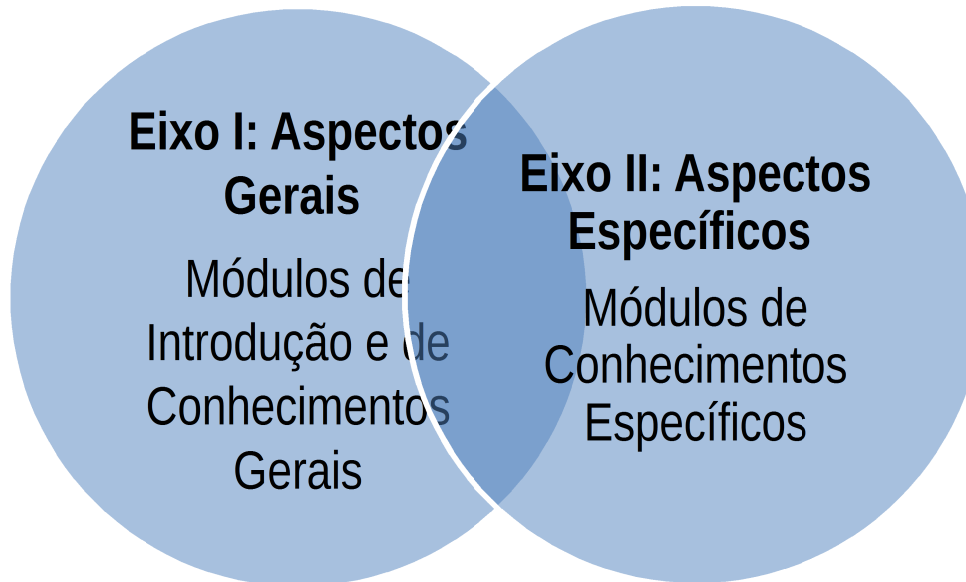 Eixo I: Aspectos
Gerais
Módulos de
Introdução e de
Conhecimentos
Gerais
Eixo II: Aspectos
Específicos
Módulos de
Conhecimentos
Específicos